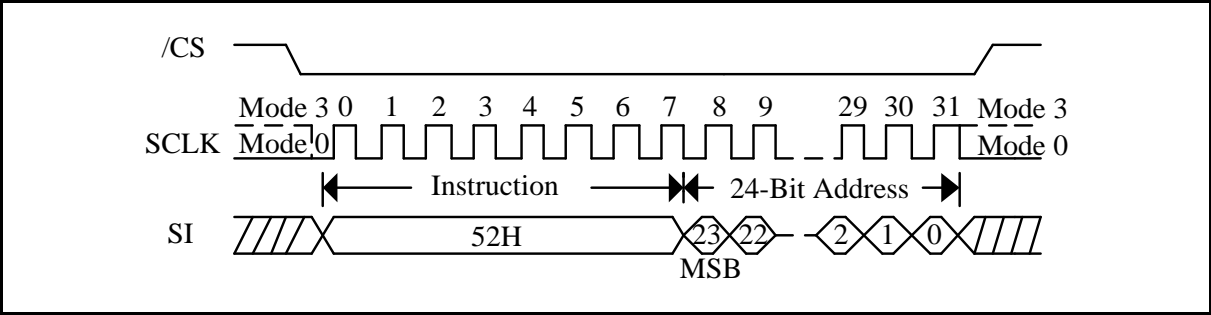 /CS
Mode 3 0 1 2 3 4 5 6 7 8 9 29 30 31 Mode 3
SCLK Mode 0 Mode 0
Instruction 24-Bit Address
SI 52H 23 22 2 1 0
MSB